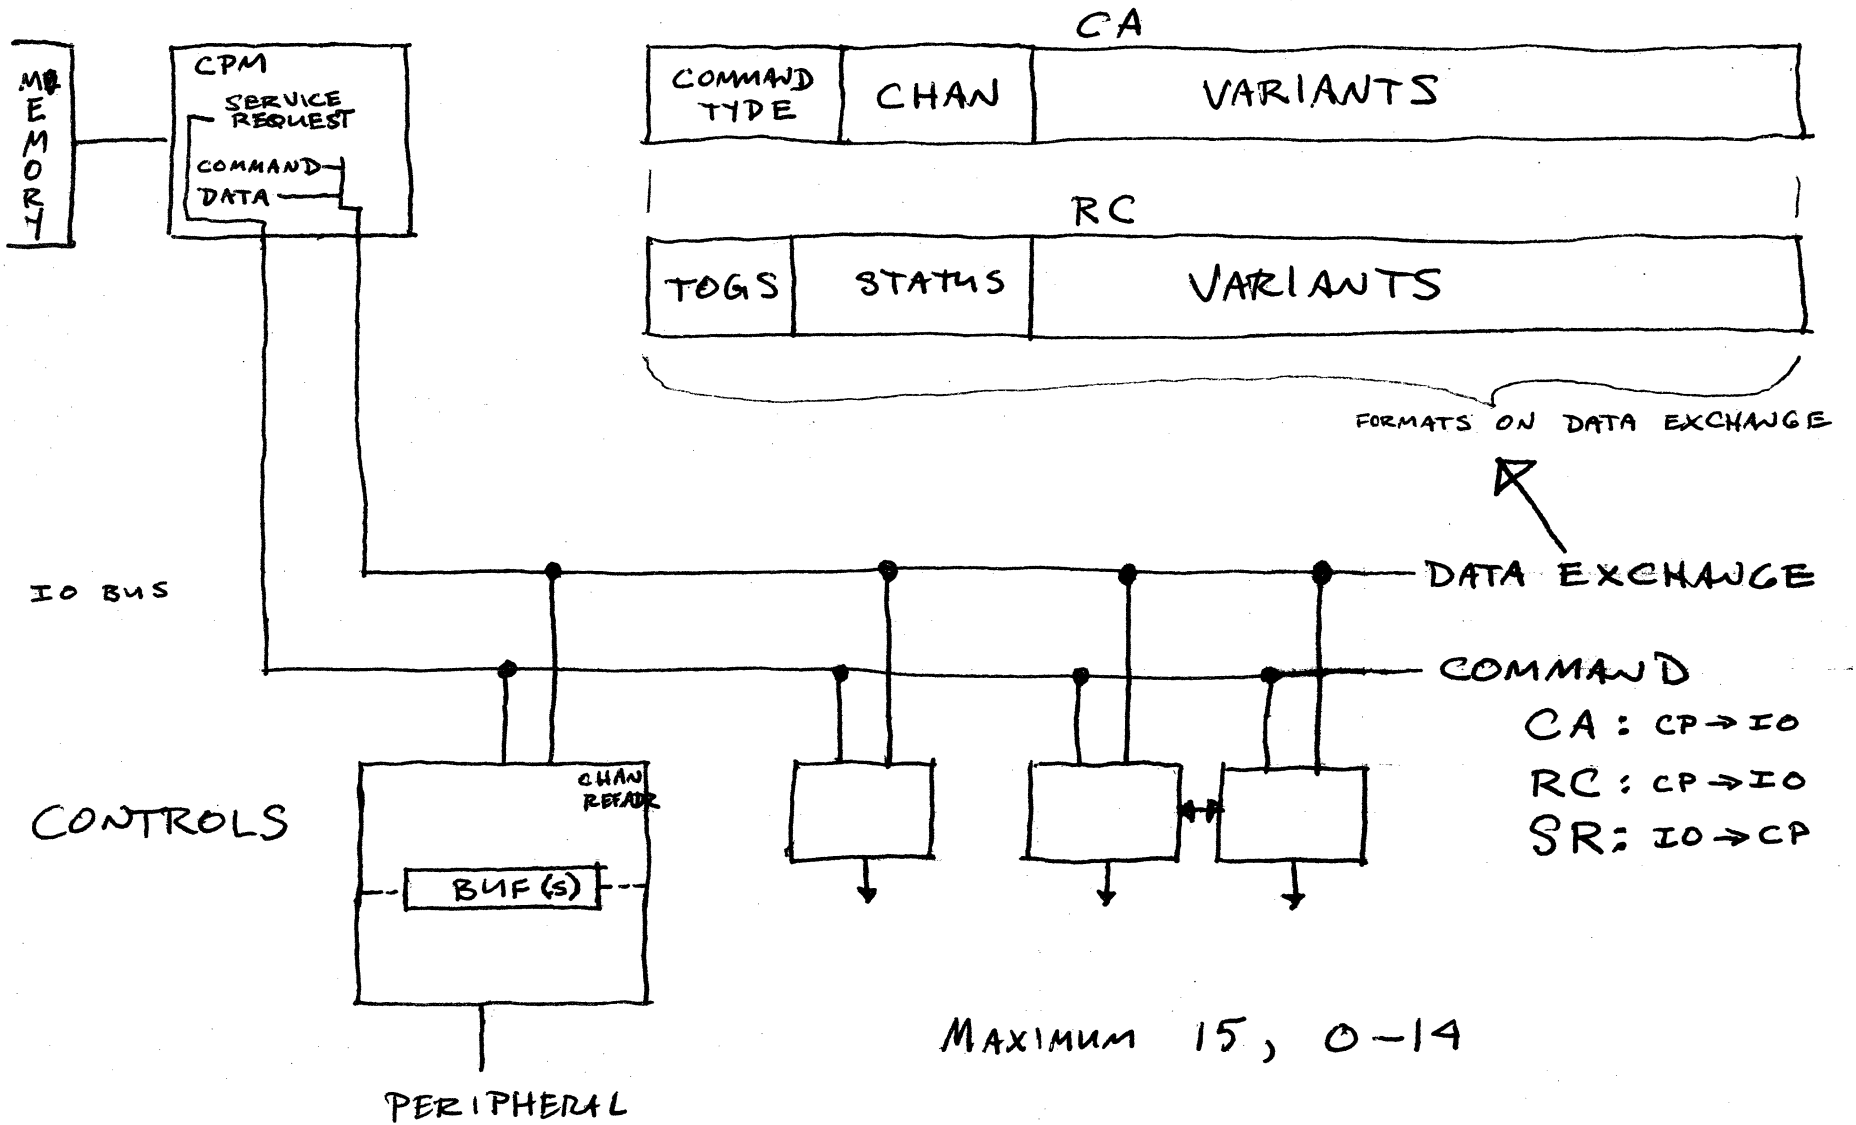 CA
MEMORY
CPM
SERVICE
REQUEST
COMMAND
DATA
COMMAND
TYPE
CHAN
VARIANTS
RC
TOGS
STATUS
VARIANTS
FORMATS ON DATA EXCHANGE
IO BUS
DATA EXCHANGE
COMMAND
CA: CP→IO
RC: CP→IO
SR: IO→CP
CONTROLS
CHAN
REFADR
BUF(S)
MAXIMUM 15, 0-14
PERIPHERAL